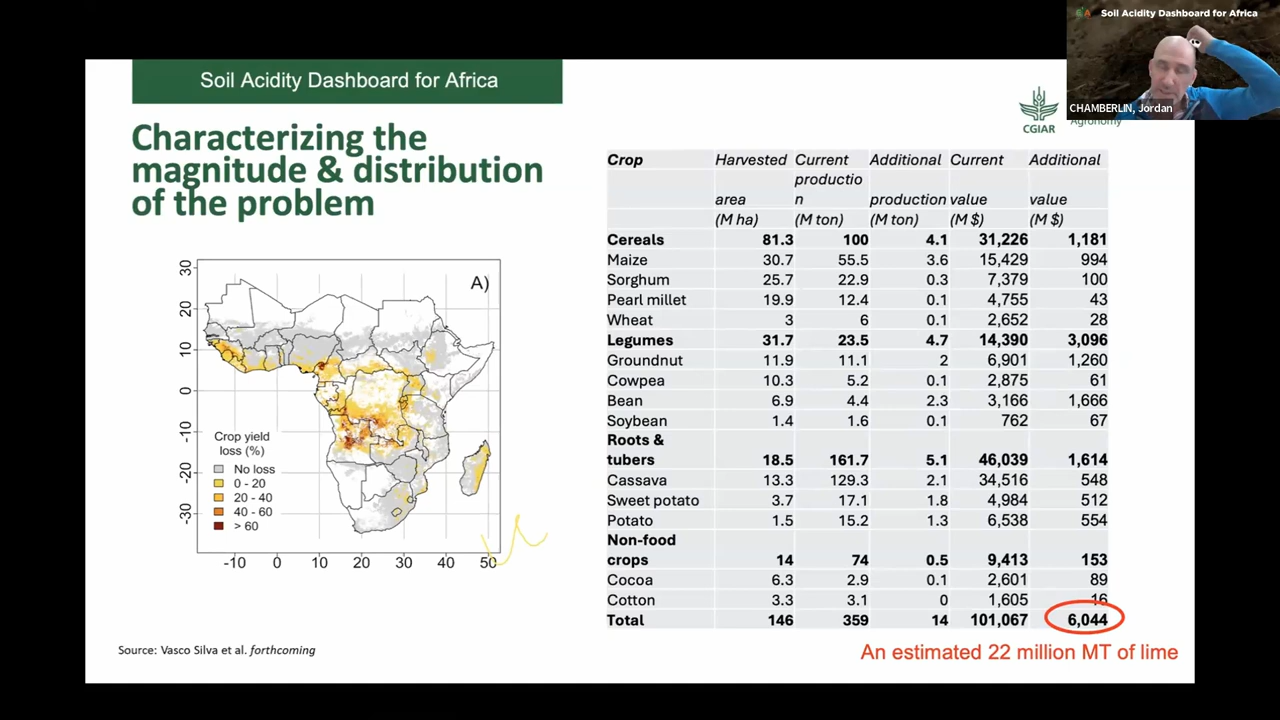 Soil Acidity Dashboard for Africa
CHAMBERLIN, Jordan
Soil Acidity Dashboard for Africa
Characterizing the
magnitude & distribution
of the problem
CGIAR
Agronomy
A)
30
20
10
0
-10
-20
-30
Crop yield
loss (%)
No loss
0 - 20
20 - 40
40 - 60
> 60
-10 0 10 20 30 40 50
Source: Vasco Silva et al. forthcoming
Crop Harvested Current Additional Current Additional
productio
area n production value value
(M ha) (M ton) (M ton) (M $) (M $)
Cereals 81.3 100 4.1 31,226 1,181
Maize 30.7 55.5 3.6 15,429 994
Sorghum 25.7 22.9 0.3 7,379 100
Pearl millet 19.9 12.4 0.1 4,755 43
Wheat 3 6 0.1 2,652 28
Legumes 31.7 23.5 4.7 14,390 3,096
Groundnut 11.9 11.1 2 6,901 1,260
Cowpea 10.3 5.2 0.1 2,875 61
Bean 6.9 4.4 2.3 3,166 1,666
Soybean 1.4 1.6 0.1 762 67
Roots &
tubers 18.5 161.7 5.1 46,039 1,614
Cassava 13.3 129.3 2.1 34,516 548
Sweet potato 3.7 17.1 1.8 4,984 512
Potato 1.5 15.2 1.3 6,538 554
Non-food
crops 14 74 0.5 9,413 153
Cocoa 6.3 2.9 0.1 2,601 89
Cotton 3.3 3.1 0 1,605 16
Total 146 359 14 101,067 6,044
An estimated 22 million MT of lime